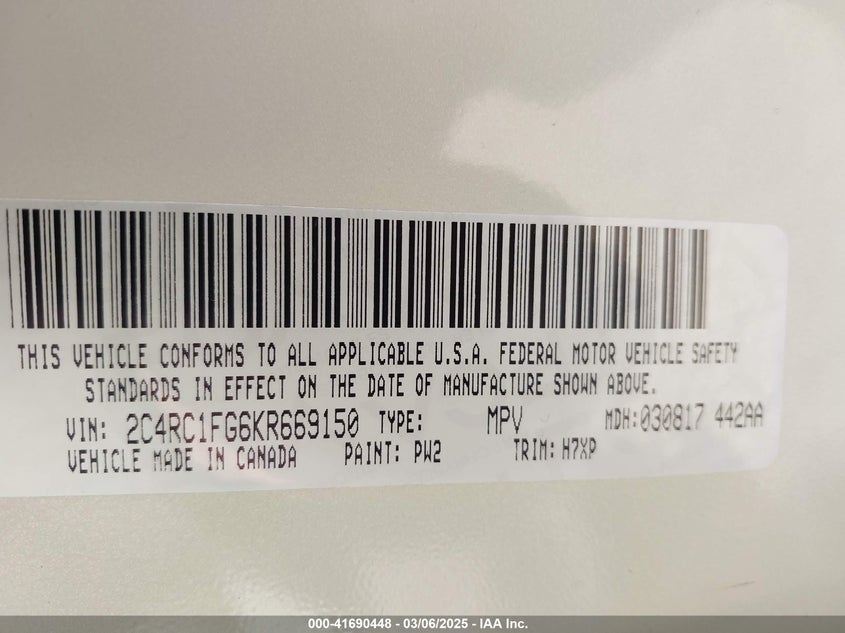 THIS VEHICLE CONFORMS TO ALL APPLICABLE U.S.A. FEDERAL MOTOR VEHICLE SAFETY
STANDARDS IN EFFECT ON THE DATE OF MANUFACTURE SHOWN ABOVE.
VIN: 2C4RC1FG6KR669150 TYPE: MPV MDH:030817 442AA
VEHICLE MADE IN CANADA PAINT: PW2 TRIM: H7XP
000-41690448 - 03/06/2025 - IAA Inc.